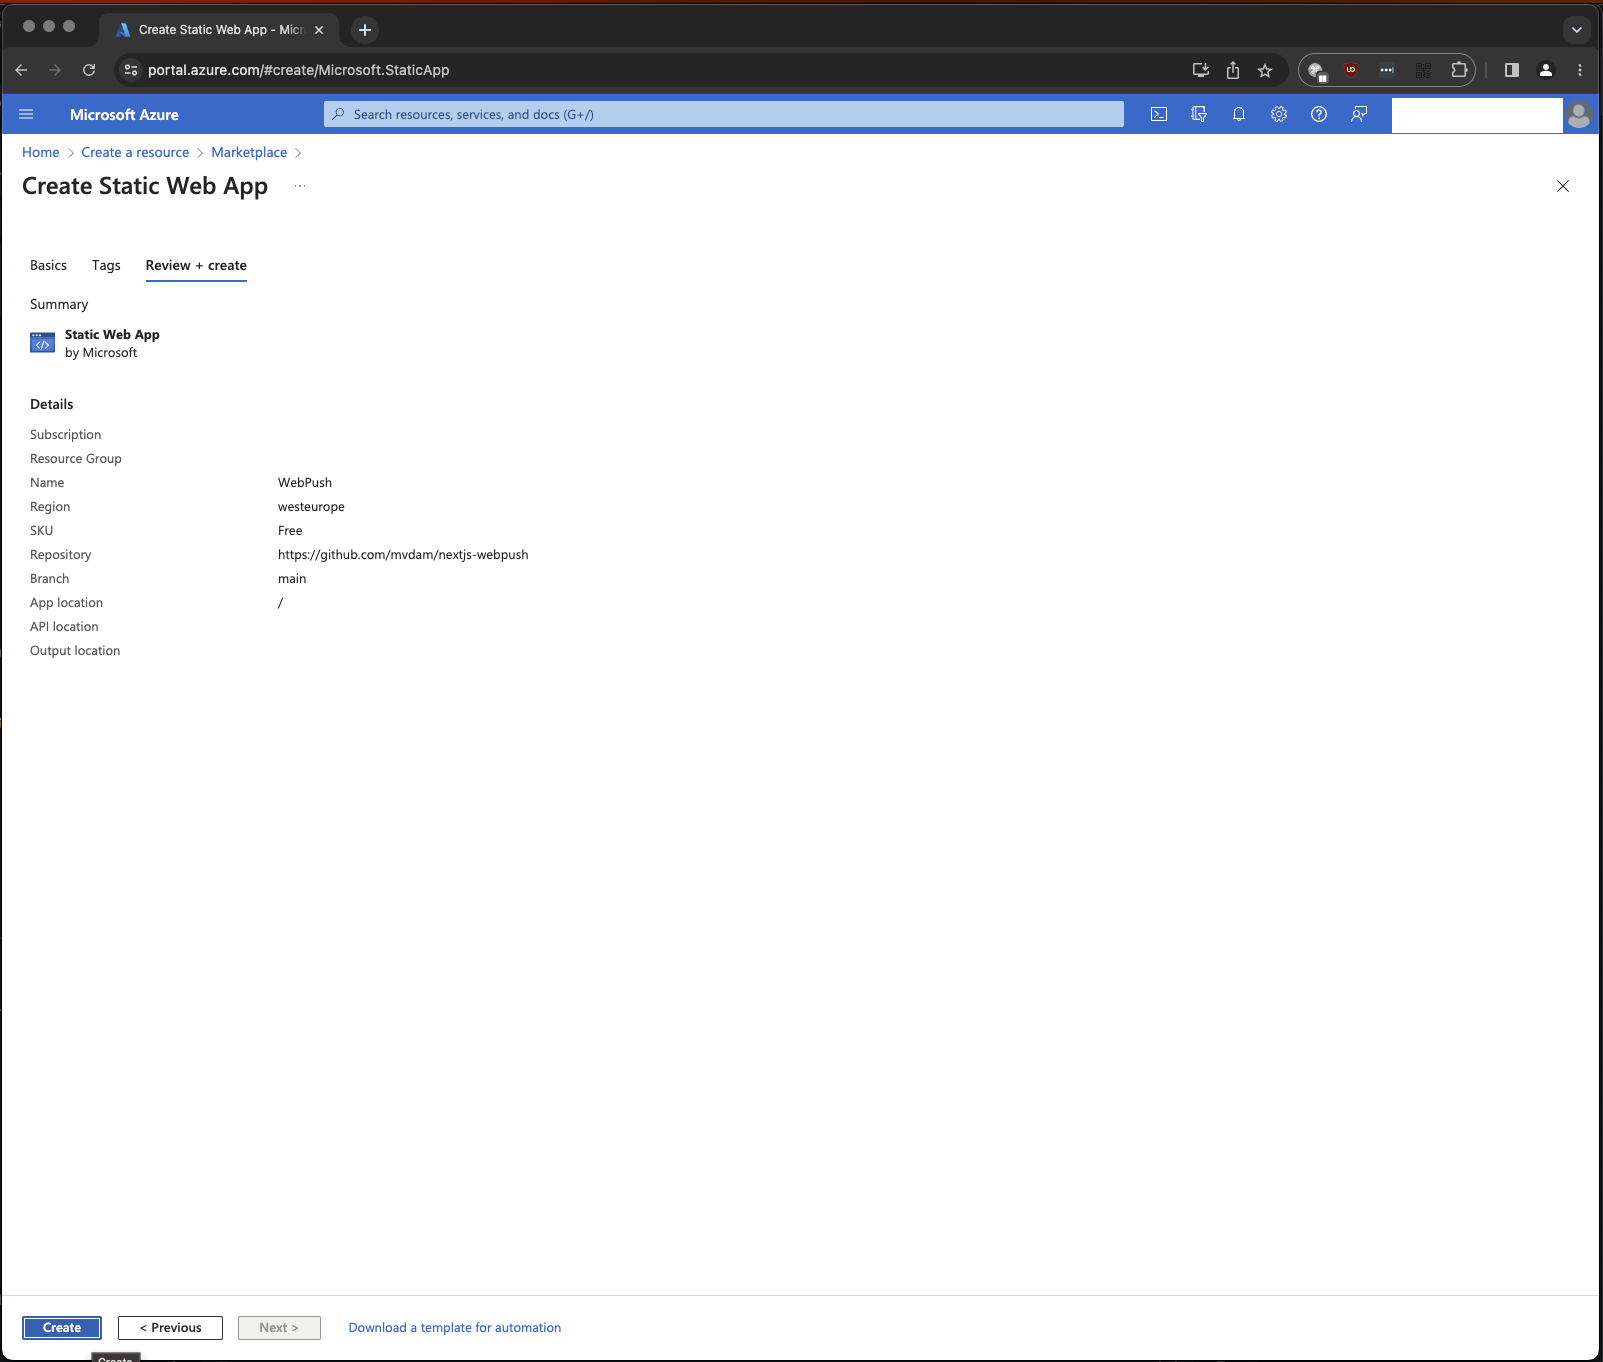 Create Static Web App - Micr
portal.azure.com/#create/Microsoft.StaticApp
Microsoft Azure
Search resources, services, and docs (G+/)
Home > Create a resource > Marketplace >
Create Static Web App ...
Basics Tags Review + create
Summary
Static Web App
by Microsoft
Details
Subscription
Resource Group
Name WebPush
Region westeurope
SKU Free
Repository https://github.com/mvdam/nextjs-webpush
Branch main
App location /
API location
Output location
Create < Previous Next > Download a template for automation
Create